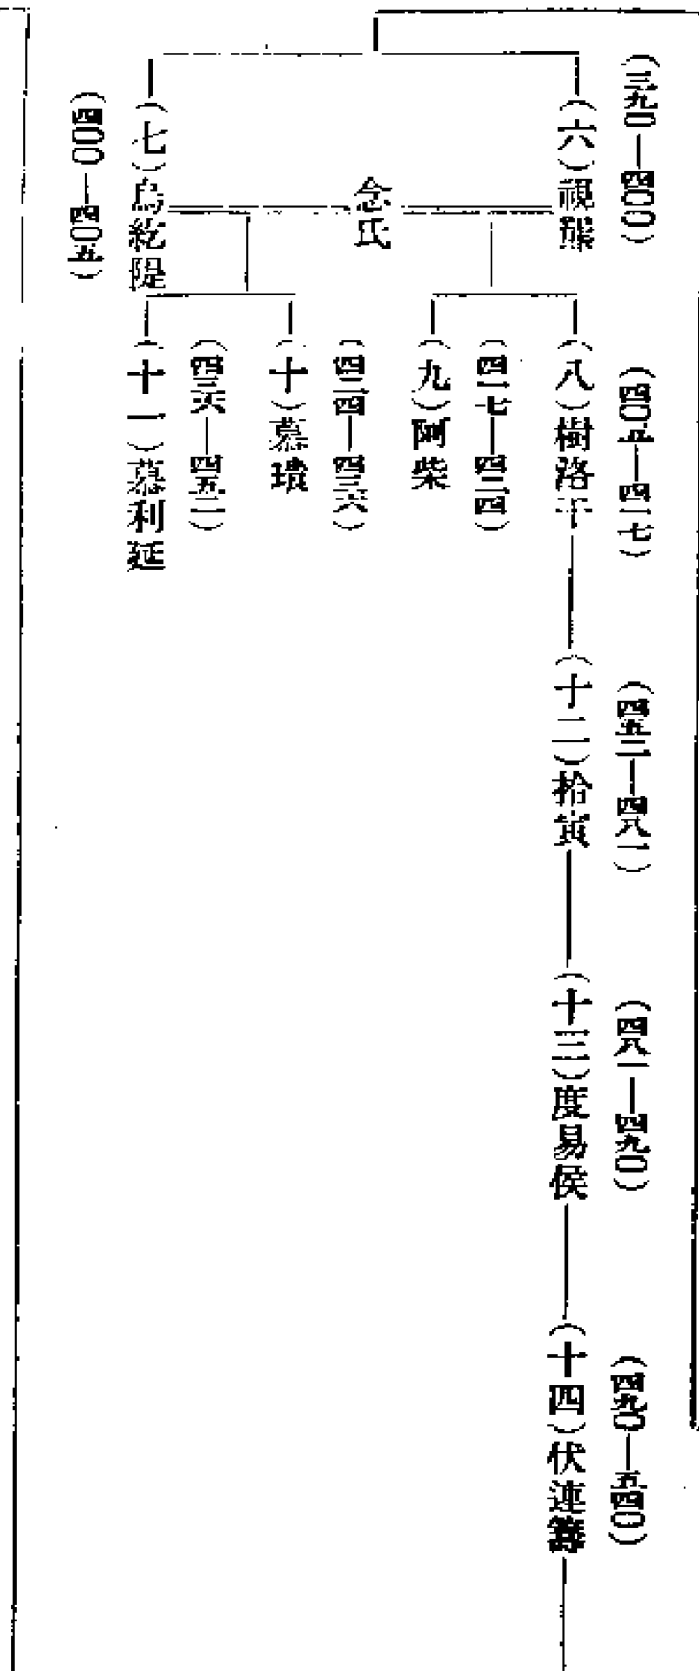 （三九〇—四〇〇）
（六）視羆
念氏
（七）烏紇隄
（四〇〇—四〇五）
（四〇五—四一七）
（八）樹洛干
（四一七—四二四）
（九）阿柴
（四二四—四三六）
（十）慕璝
（四三六—四五二）
（十一）慕利延
（四五二—四八一）
（十二）拾寅
（四八一—四九〇）
（十三）度易侯
（四九〇—五四〇）
（十四）伏連籌